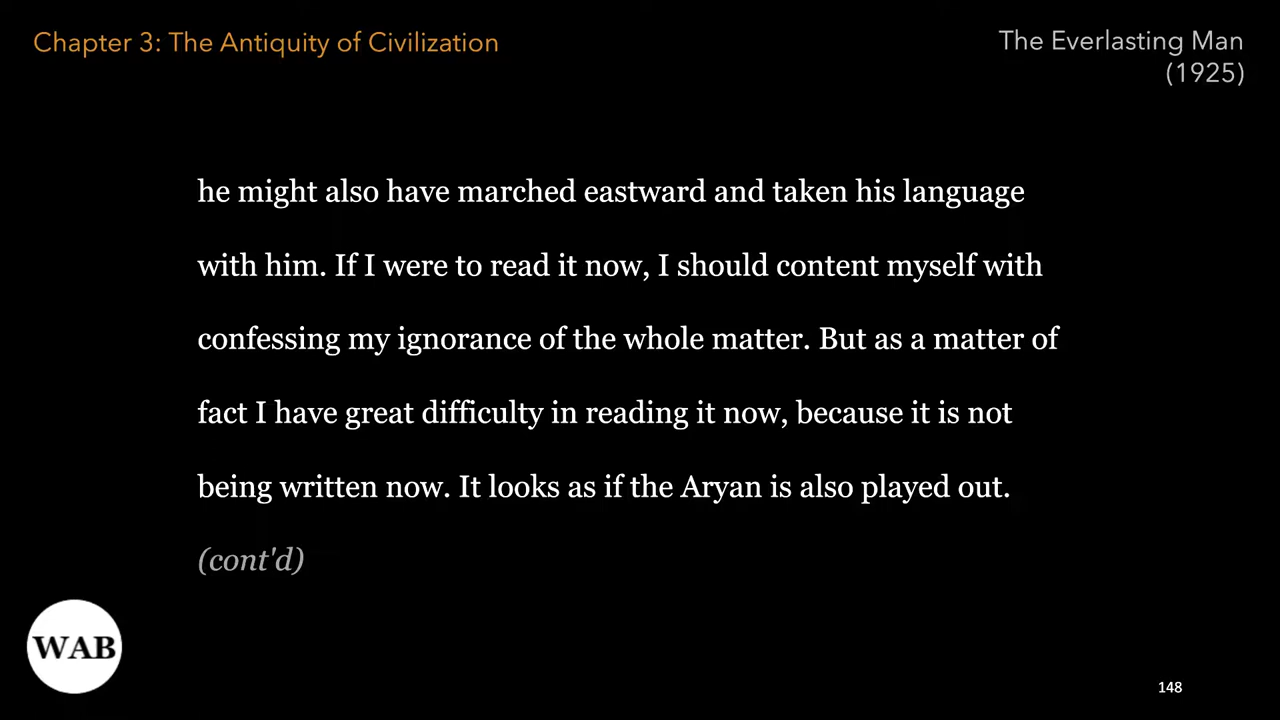 Chapter 3: The Antiquity of Civilization
The Everlasting Man
(1925)
he might also have marched eastward and taken his language
with him. If I were to read it now, I should content myself with
confessing my ignorance of the whole matter. But as a matter of
fact I have great difficulty in reading it now, because it is not
being written now. It looks as if the Aryan is also played out.
(cont'd)
WAB
148